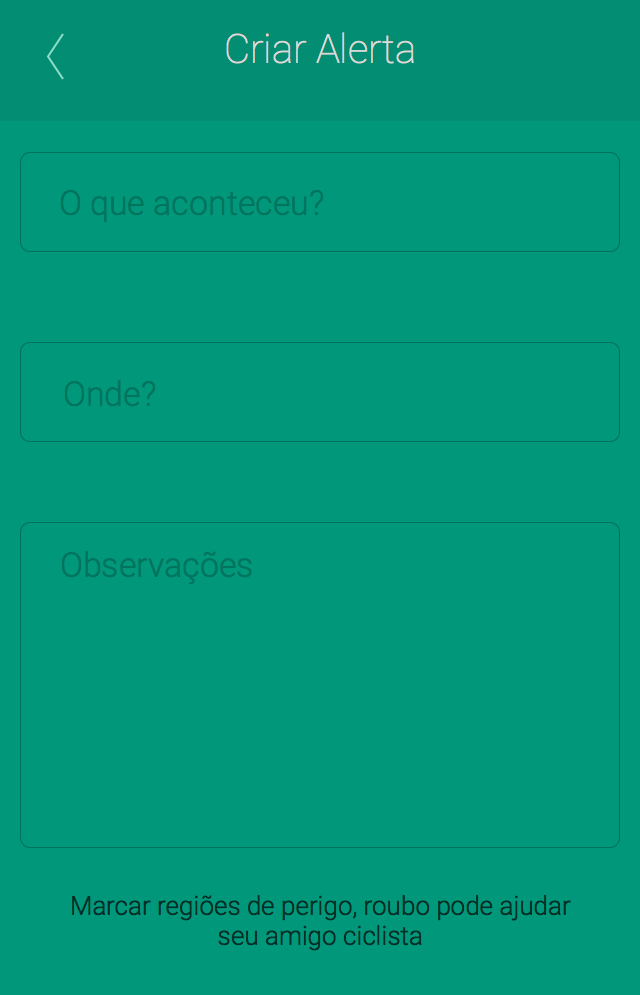 Criar Alerta
O que aconteceu?
Onde?
Observações
Marcar regiões de perigo, roubo pode ajudar
seu amigo ciclista